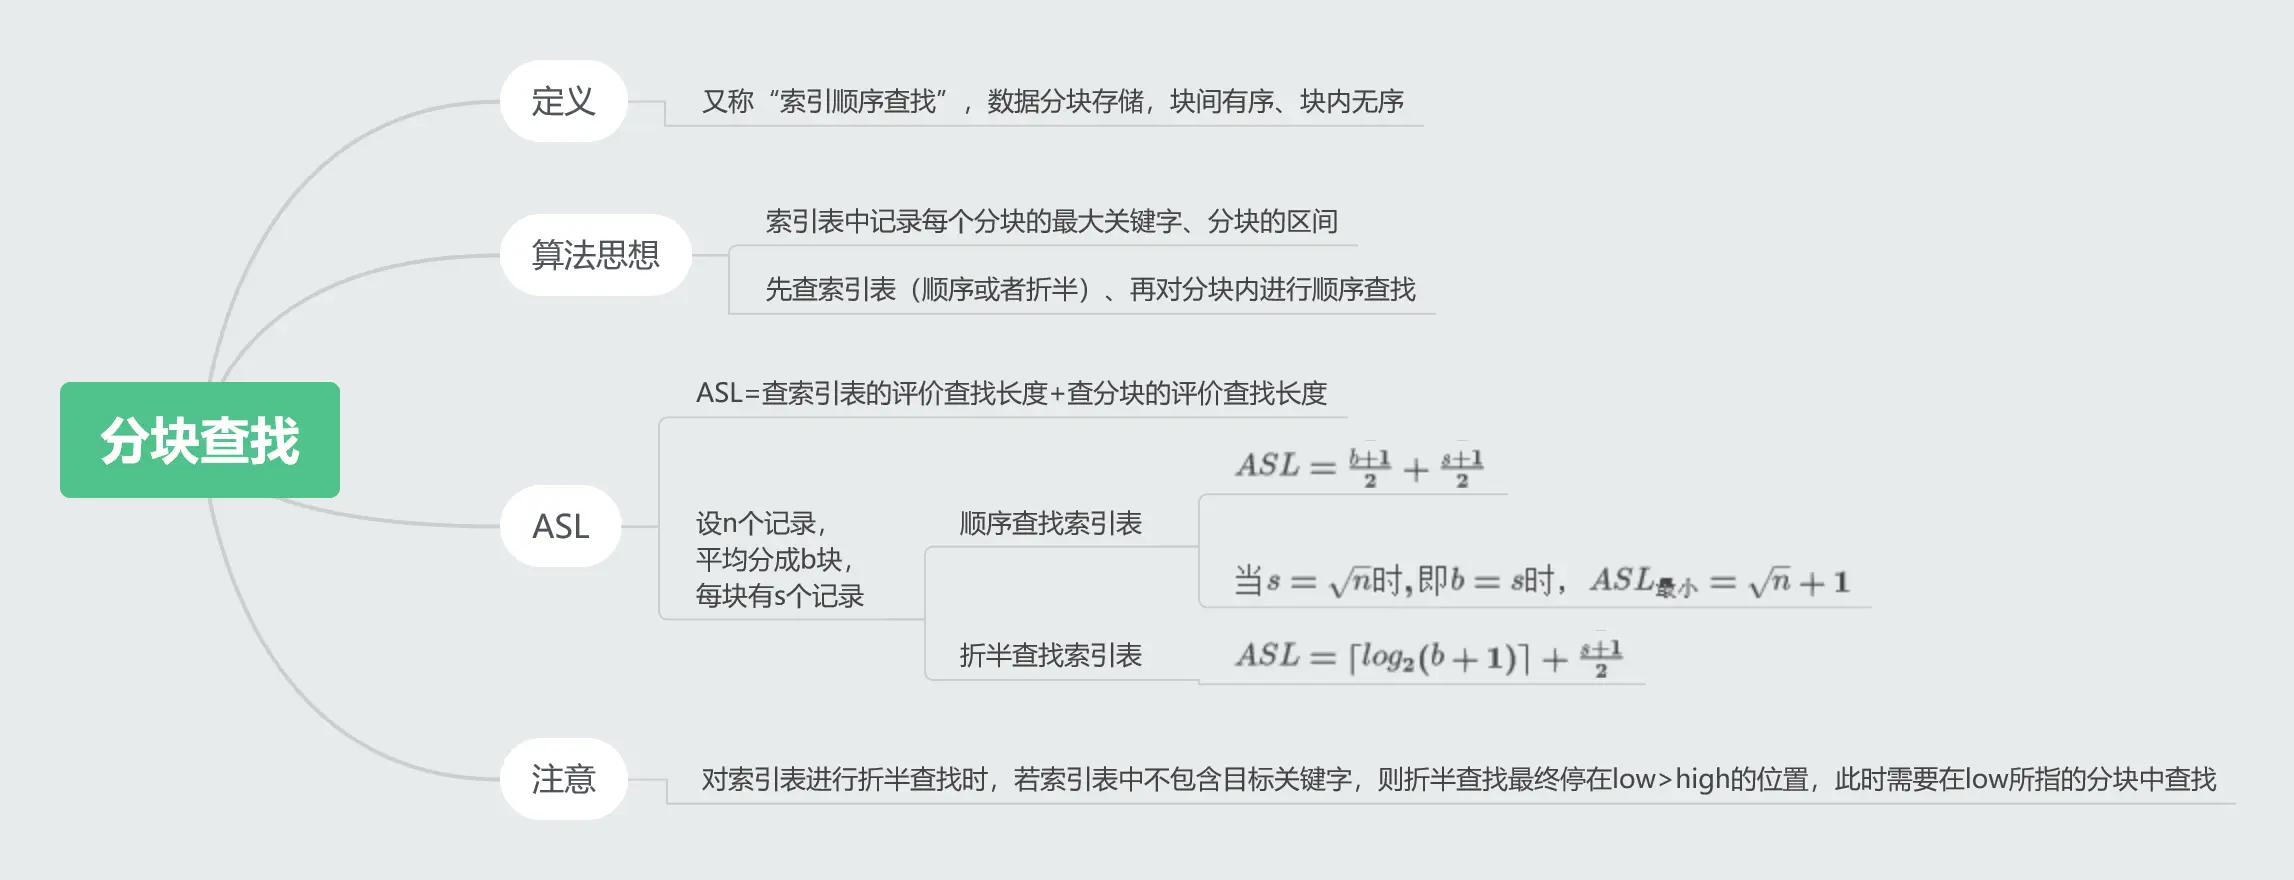 分块查找
定义
又称“索引顺序查找”，数据分块存储，块间有序、块内无序
算法思想
索引表中记录每个分块的最大关键字、分块的区间
先查索引表（顺序或者折半）、再对分块内进行顺序查找
ASL
ASL=查索引表的评价查找长度+查分块的评价查找长度
设n个记录，
平均分成b块，
每块有s个记录
顺序查找索引表
$ASL = \frac{b+1}{2} + \frac{s+1}{2}$
当$s = \sqrt{n}$时,即$b = s$时，$ASL_{最小} = \sqrt{n} + 1$
折半查找索引表
$ASL = \lceil log_2(b+1) \rceil + \frac{s+1}{2}$
注意
对索引表进行折半查找时，若索引表中不包含目标关键字，则折半查找最终停在low>high的位置，此时需要在low所指的分块中查找